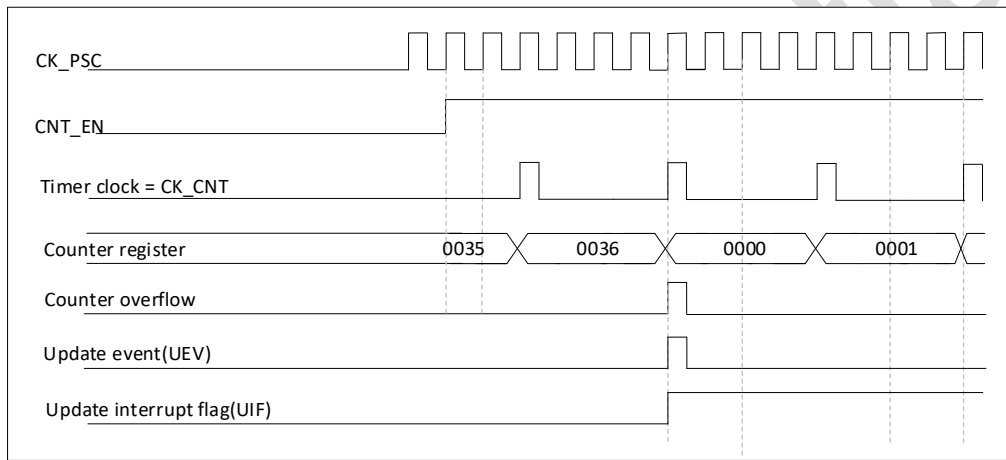 CK_PSC
CNT_EN
Timer clock = CK_CNT
Counter register 0035 0036 0000 0001
Counter overflow
Update event(UEV)
Update interrupt flag(UIF)